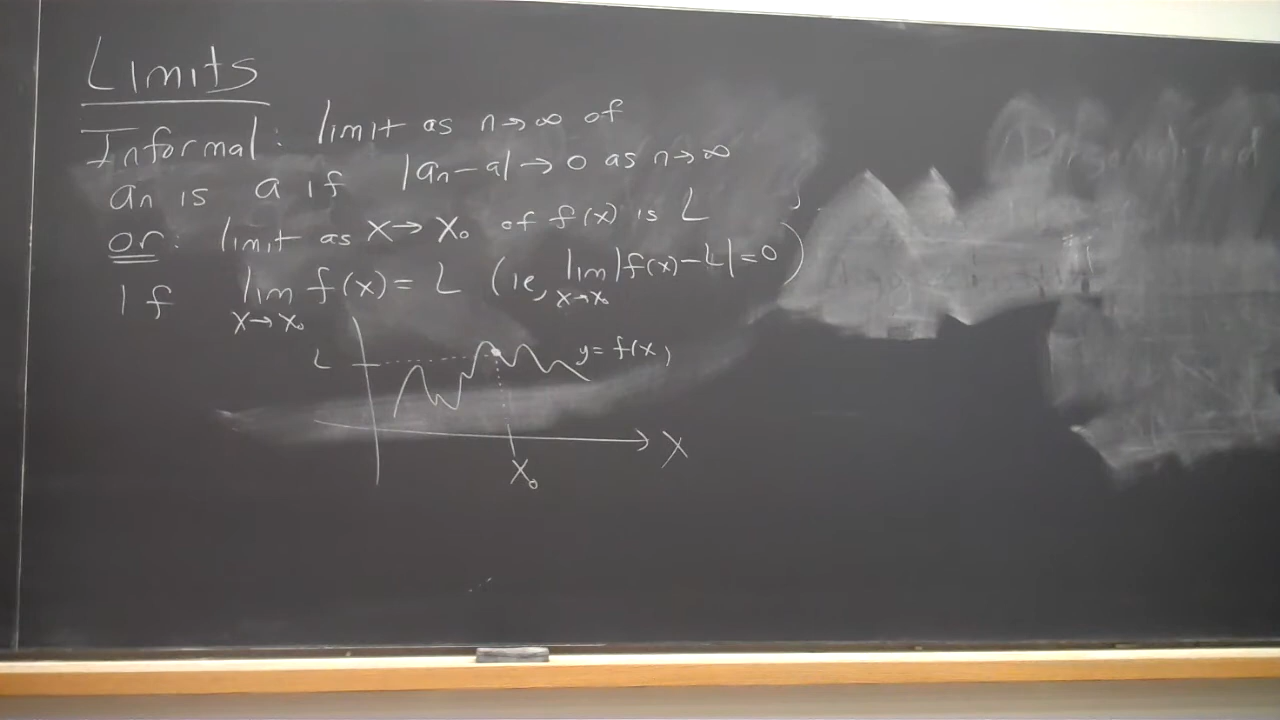 Limits
Informal: limit as n→∞ of
an is a if |an-a|→0 as n→∞
or: limit as x→x₀ of f(x) is L
If lim f(x)=L (ie, lim |f(x)-L|=0)
x→x₀ x→x₀
L y=f(x)
X
X₀